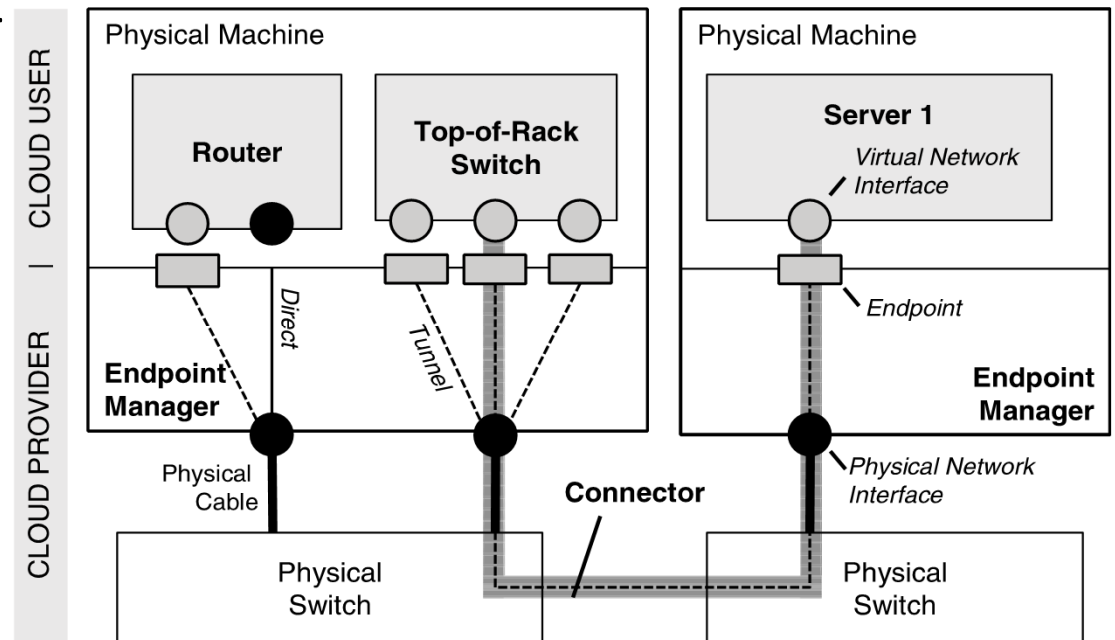 Physical Machine
Physical Machine
CLOUD USER
|
CLOUD PROVIDER
Router
Top-of-Rack
Switch
Server 1
Virtual Network
Interface
Direct
Tunnel
Endpoint
Endpoint
Manager
Endpoint
Manager
Physical
Cable
Connector
Physical Network
Interface
Physical
Switch
Physical
Switch